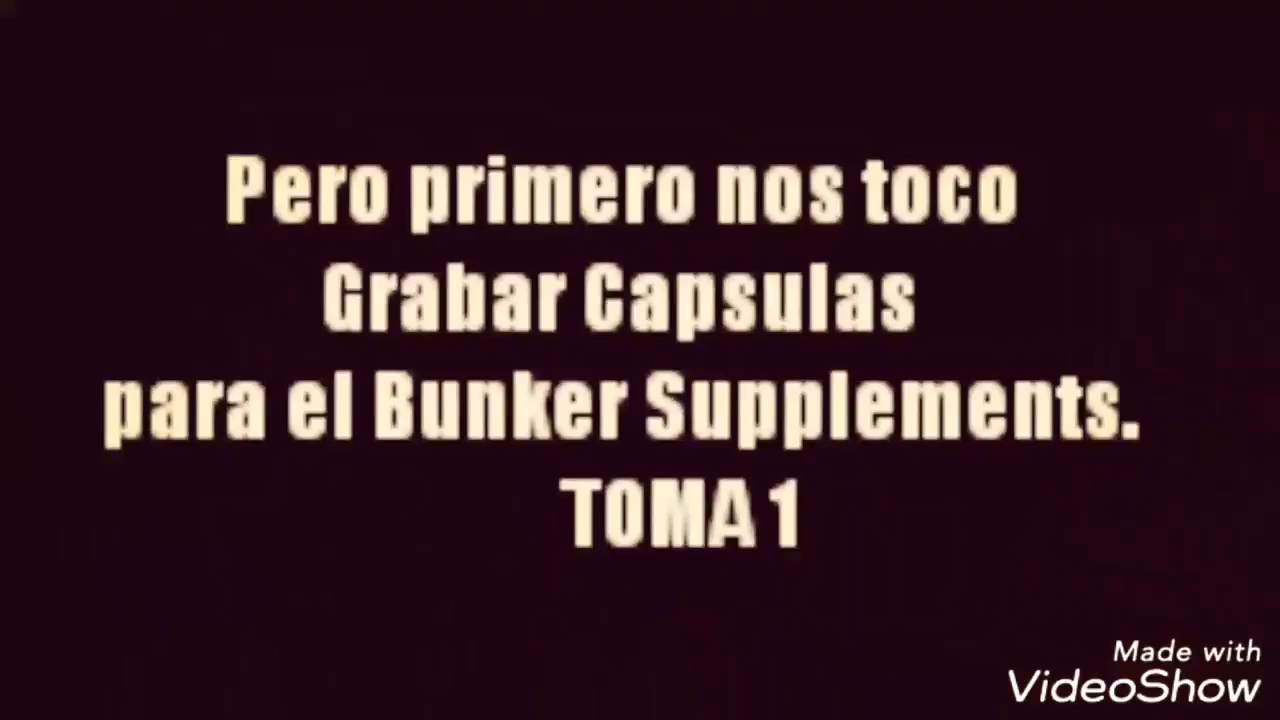 Pero primero nos toco
Grabar Capsulas
para el Bunker Supplements.
TOMA 1
Made with
VideoShow